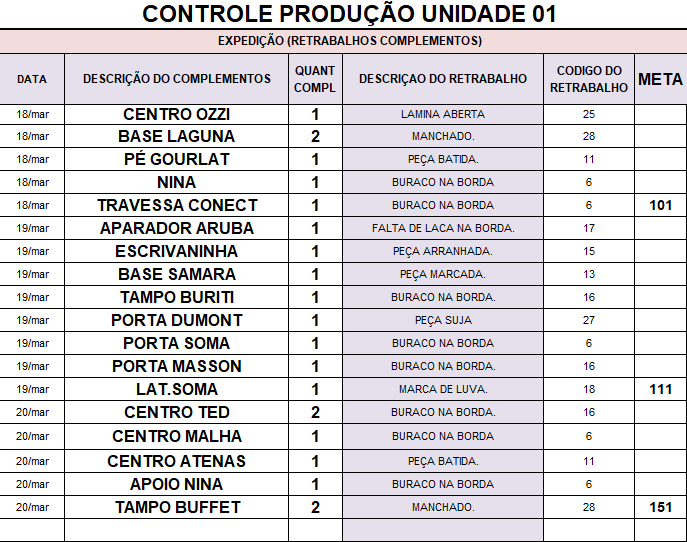 CONTROLE PRODUÇÃO UNIDADE 01
EXPEDIÇÃO (RETRABALHOS COMPLEMENTOS)
DATA DESCRIÇÃO DO COMPLEMENTOS QUANT COMPL DESCRIÇAO DO RETRABALHO CODIGO DO RETRABALHO META
18/mar CENTRO OZZI 1 LAMINA ABERTA 25
18/mar BASE LAGUNA 2 MANCHADO. 28
18/mar PÉ GOURLAT 1 PEÇA BATIDA. 11
18/mar NINA 1 BURACO NA BORDA 6
18/mar TRAVESSA CONECT 1 BURACO NA BORDA 6 101
19/mar APARADOR ARUBA 1 FALTA DE LACA NA BORDA. 17
19/mar ESCRIVANINHA 1 PEÇA ARRANHADA. 15
19/mar BASE SAMARA 1 PEÇA MARCADA. 13
19/mar TAMPO BURITI 1 BURACO NA BORDA. 16
19/mar PORTA DUMONT 1 PEÇA SUJA 27
19/mar PORTA SOMA 1 BURACO NA BORDA 6
19/mar PORTA MASSON 1 BURACO NA BORDA. 16
19/mar LAT.SOMA 1 MARCA DE LUVA. 18 111
20/mar CENTRO TED 2 BURACO NA BORDA. 16
20/mar CENTRO MALHA 1 BURACO NA BORDA 6
20/mar CENTRO ATENAS 1 PEÇA BATIDA. 11
20/mar APOIO NINA 1 BURACO NA BORDA 6
20/mar TAMPO BUFFET 2 MANCHADO. 28 151